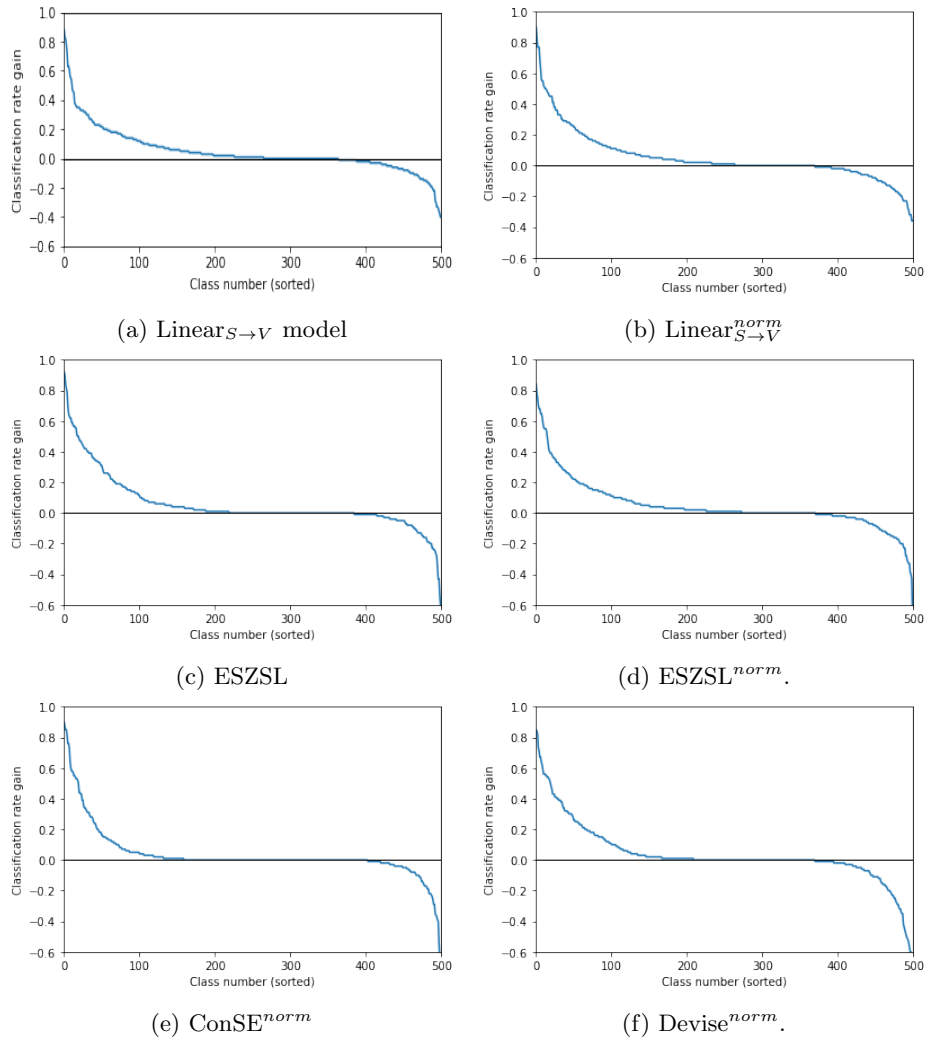 1.0
0.8
0.6
0.4
0.2
0.0
−0.2
−0.4
−0.6
Classification rate gain
0 100 200 300 400 500
Class number (sorted)
(a) Linear_{S→V} model
1.0
0.8
0.6
0.4
0.2
0.0
−0.2
−0.4
−0.6
Classification rate gain
0 100 200 300 400 500
Class number (sorted)
(b) Linear^{norm}_{S→V}
1.0
0.8
0.6
0.4
0.2
0.0
−0.2
−0.4
−0.6
Classification rate gain
0 100 200 300 400 500
Class number (sorted)
(c) ESZSL
1.0
0.8
0.6
0.4
0.2
0.0
−0.2
−0.4
−0.6
Classification rate gain
0 100 200 300 400 500
Class number (sorted)
(d) ESZSL^{norm}.
1.0
0.8
0.6
0.4
0.2
0.0
−0.2
−0.4
−0.6
Classification rate gain
0 100 200 300 400 500
Class number (sorted)
(e) ConSE^{norm}
1.0
0.8
0.6
0.4
0.2
0.0
−0.2
−0.4
−0.6
Classification rate gain
0 100 200 300 400 500
Class number (sorted)
(f) Devise^{norm}.